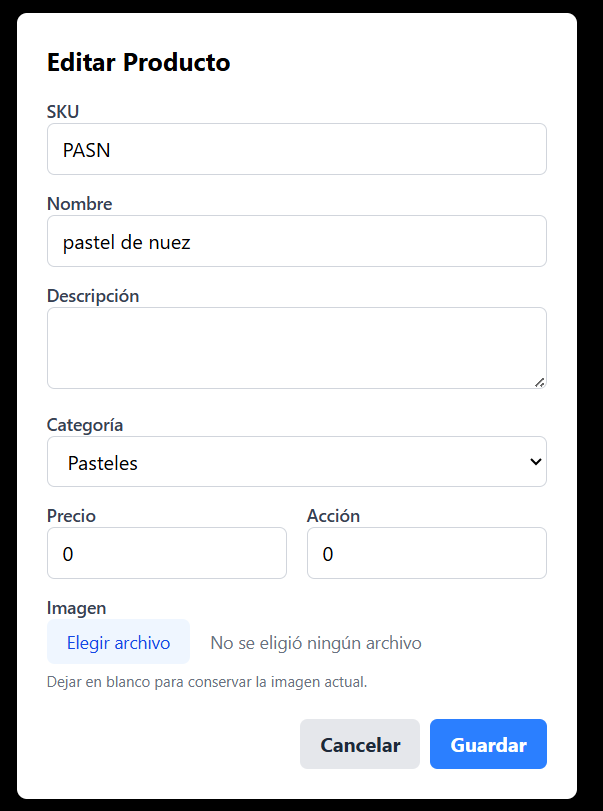 Editar Producto
SKU
PASN
Nombre
pastel de nuez
Descripción
Categoría
Pasteles
Precio
Acción
0
0
Imagen
Elegir archivo
No se eligió ningún archivo
Dejar en blanco para conservar la imagen actual.
Cancelar
Guardar